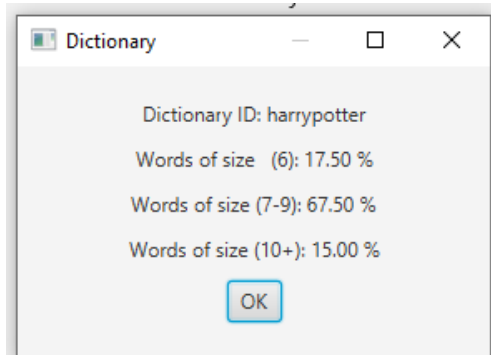 Dictionary
Dictionary ID: harrypotter
Words of size (6): 17.50 %
Words of size (7-9): 67.50 %
Words of size (10+): 15.00 %
OK